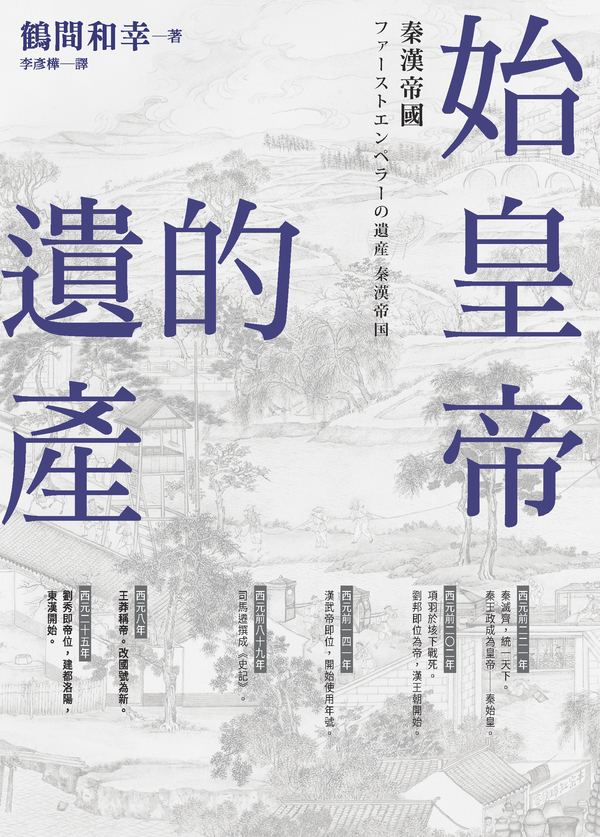 鶴間和幸—著
李彥樺—譯
始皇帝
的
遺產
秦漢帝國
ファーストエンペラーの遺産 秦漢帝国
西元前二二一年
秦滅齊，統一天下。
秦王政成為皇帝——秦始皇。
西元前二〇二年
項羽於垓下戰死。
劉邦即位為帝，漢王朝開始。
西元前一四一年
漢武帝即位，開始使用年號。
西元前八十九年
司馬遷撰成《史記》。
西元八年
王莽稱帝。改國號為新。
西元二十五年
劉秀即帝位，建都洛陽，
東漢開始。